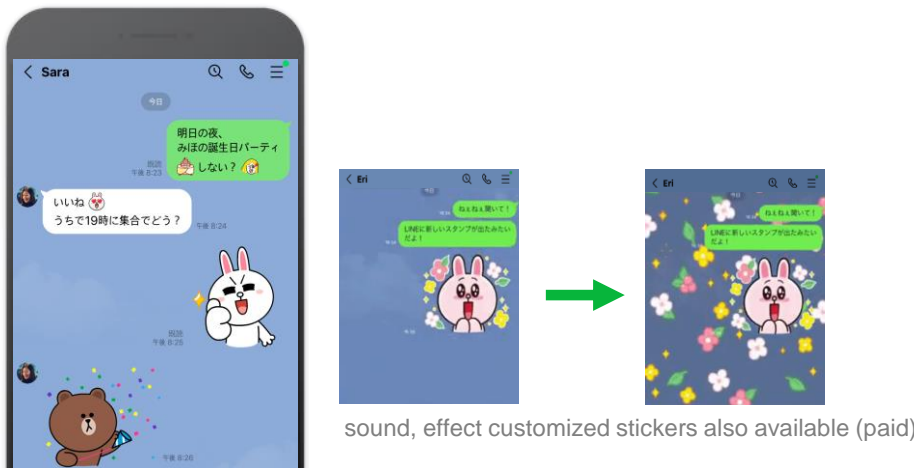 Sara
今日
明日の夜、
みほの誕生日パーティ
しない？
既読
午後 8:23
いいね
うちで19時に集合でどう？
午後 8:24
既読
午後 8:25
午後 8:26
Eri
今日
ねぇねぇ聞いて！
LINEに新しいスタンプが出たみたい
だよ！
Eri
今日
ねぇねぇ聞いて！
LINEに新しいスタンプが出たみたい
だよ！
sound, effect customized stickers also available (paid)